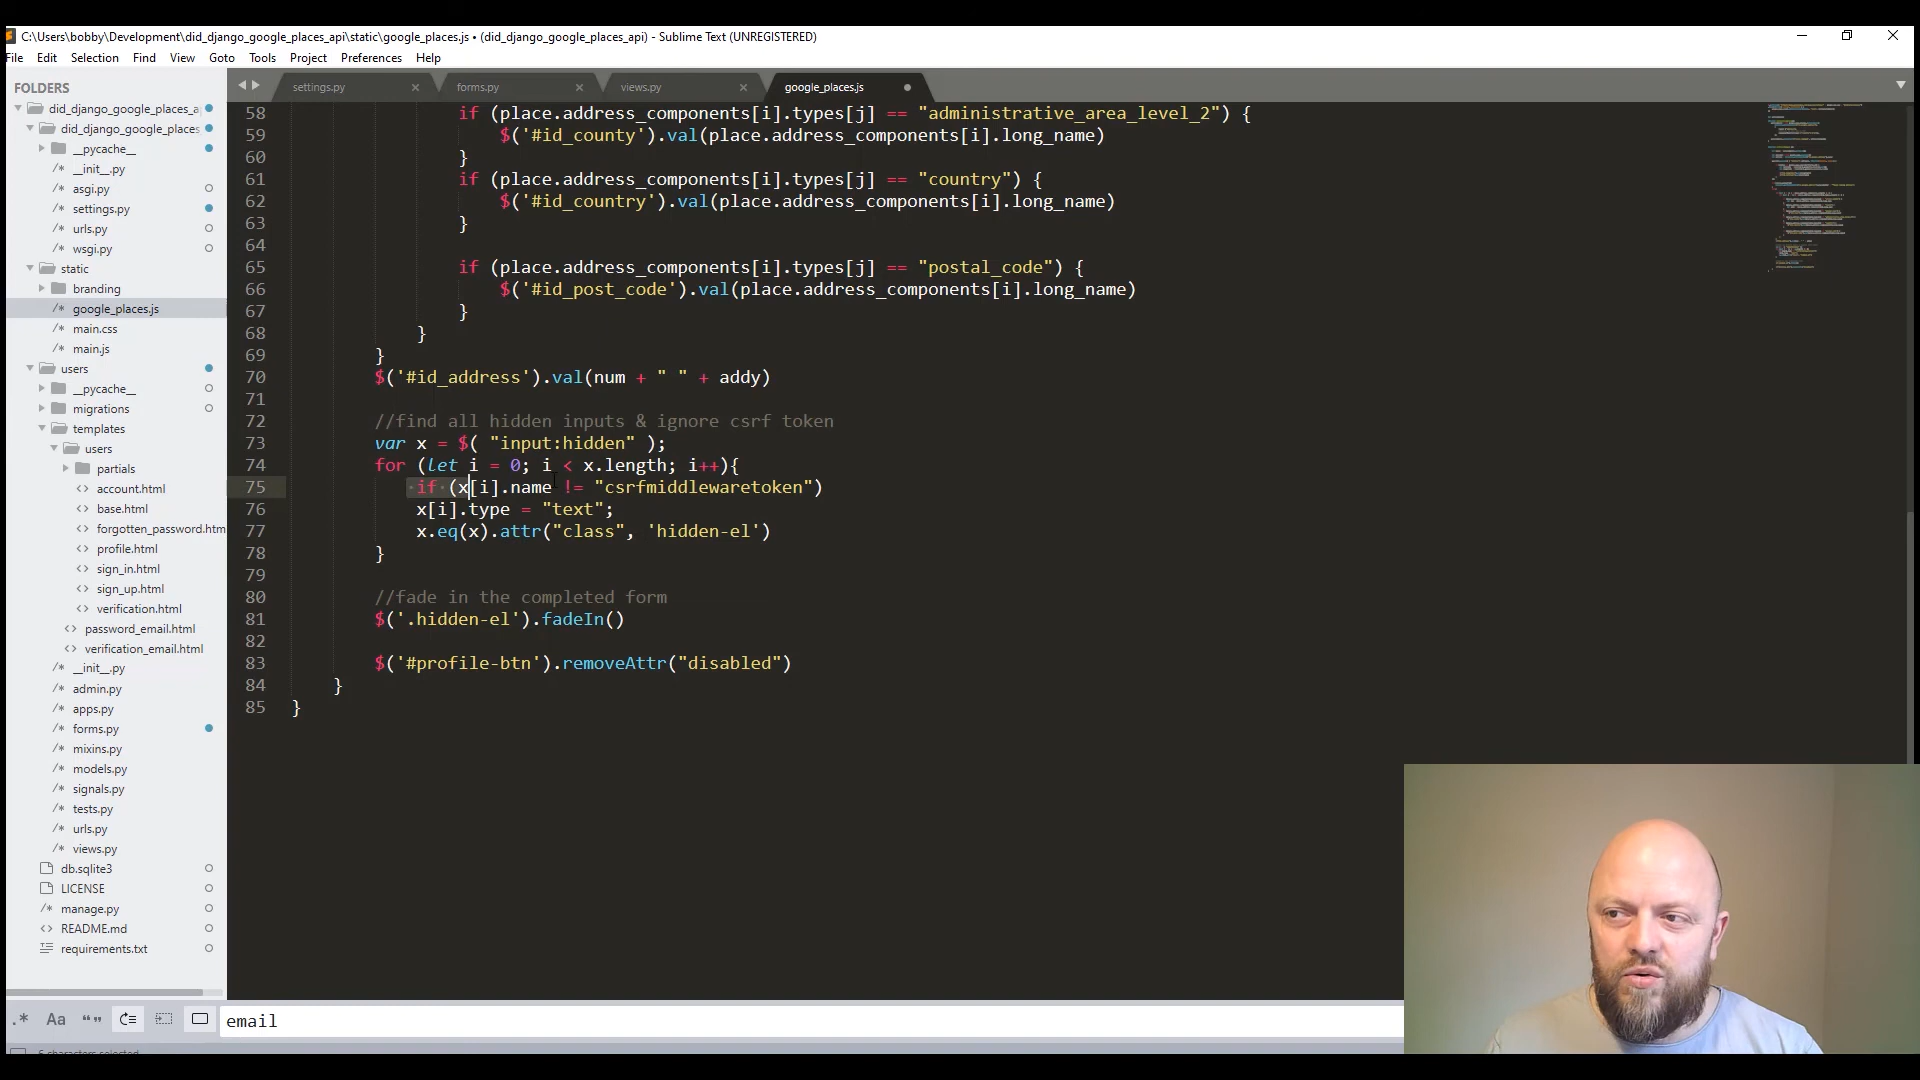 C:\Users\bobby\Development\did_django_google_places_api\static\google_places.js • (did_django_google_places_api) - Sublime Text (UNREGISTERED)
File Edit Selection Find View Goto Tools Project Preferences Help
FOLDERS
did_django_google_places_a
did_django_google_places
__pycache__
__init__.py
asgi.py
settings.py
urls.py
wsgi.py
static
branding
google_places.js
main.css
main.js
users
__pycache__
migrations
templates
users
partials
account.html
base.html
forgotten_password.htm
profile.html
sign_in.html
sign_up.html
verification.html
password_email.html
verification_email.html
__init__.py
admin.py
apps.py
forms.py
mixins.py
models.py
signals.py
tests.py
urls.py
views.py
db.sqlite3
LICENSE
manage.py
README.md
requirements.txt
settings.py forms.py views.py google_places.js
58 if (place.address_components[i].types[j] == "administrative_area_level_2") {
59 $('#id_county').val(place.address_components[i].long_name)
60 }
61 if (place.address_components[i].types[j] == "country") {
62 $('#id_country').val(place.address_components[i].long_name)
63 }
64
65 if (place.address_components[i].types[j] == "postal_code") {
66 $('#id_post_code').val(place.address_components[i].long_name)
67 }
68 }
69 }
70 $('#id_address').val(num + " " + addy)
71
72 //find all hidden inputs & ignore csrf token
73 var x = $( "input:hidden" );
74 for (let i = 0; i < x.length; i++){
75 if (x[i].name != "csrfmiddlewaretoken")
76 x[i].type = "text";
77 x.eq(x).attr("class", 'hidden-el')
78 }
79
80 //fade in the completed form
81 $('.hidden-el').fadeIn()
82
83 $('#profile-btn').removeAttr("disabled")
84 }
85 }
.* Aa “”
email
6 characters selected